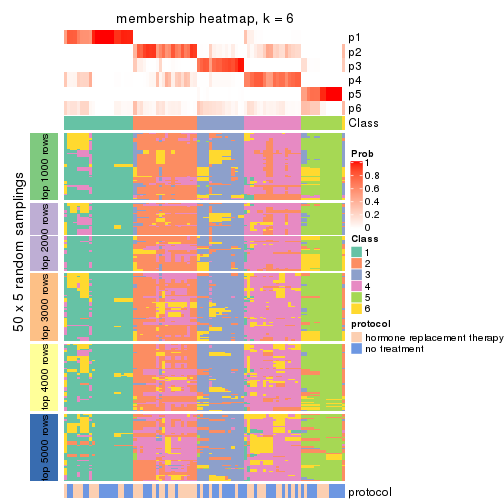 membership heatmap, k = 6
p1
p2
p3
p4
p5
p6
Class
50 x 5 random samplings
top 1000 rows
top 2000 rows
top 3000 rows
top 4000 rows
top 5000 rows
protocol
Prob
1
0.8
0.6
0.4
0.2
0
Class
1
2
3
4
5
6
protocol
hormone replacement therapy
no treatment